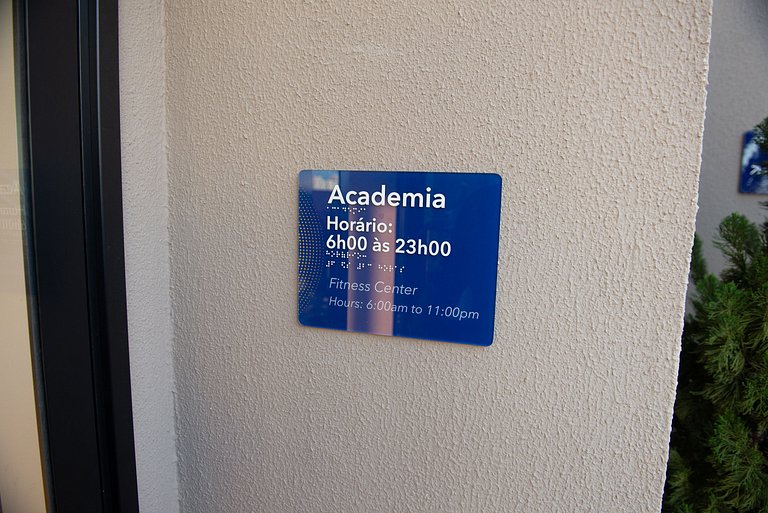 Academia
Horário:
6h00 às 23h00
Fitness Center
Hours: 6:00am to 11:00pm